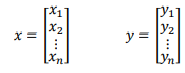 x = [x₁ x₂ ⋮ xₙ]    y = [y₁ y₂ ⋮ yₙ]